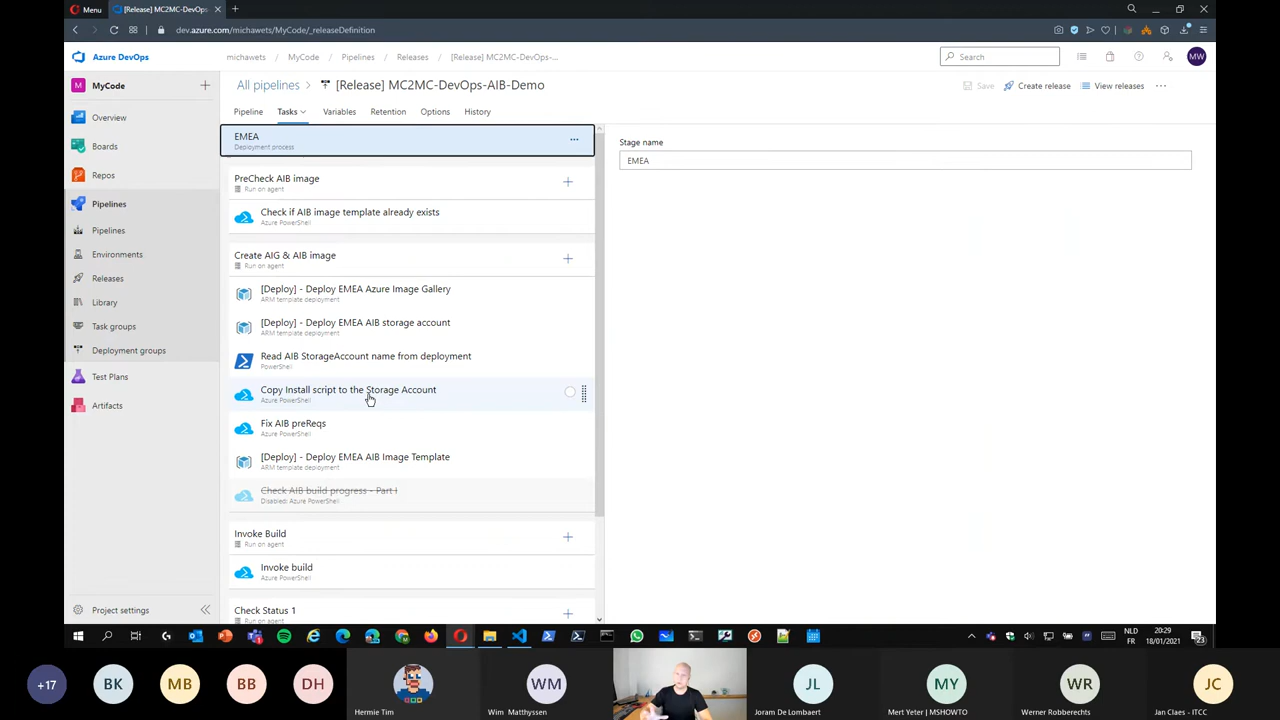 Menu
[Release] MC2MC-DevOps
dev.azure.com/michawets/MyCode/_releaseDefinition
Azure DevOps
michawets
MyCode
Pipelines
Releases
[Release] MC2MC-DevOps-...
Search
MW
M
MyCode
All pipelines
[Release] MC2MC-DevOps-AIB-Demo
Save
Create release
View releases
Pipeline
Tasks
Variables
Retention
Options
History
Overview
Boards
Repos
Pipelines
Pipelines
Environments
Releases
Library
Task groups
Deployment groups
Test Plans
Artifacts
Project settings
EMEA
Deployment process
PreCheck AIB image
Run on agent
Check if AIB image template already exists
Azure PowerShell
Create AIG & AIB image
Run on agent
[Deploy] - Deploy EMEA Azure Image Gallery
ARM template deployment
[Deploy] - Deploy EMEA AIB storage account
ARM template deployment
Read AIB StorageAccount name from deployment
PowerShell
Copy Install script to the Storage Account
Azure PowerShell
Fix AIB preReqs
Azure PowerShell
[Deploy] - Deploy EMEA AIB Image Template
ARM template deployment
Check AIB build progress - Part I
Disabled: Azure PowerShell
Invoke Build
Run on agent
Invoke build
Azure PowerShell
Check Status 1
Stage name
EMEA
NLD
FR
20:29
18/01/2021
23
+17
BK
MB
BB
DH
WM
JL
MY
WR
JC
Hermie Tim
Wim Matthyssen
Joram De Lombaert
Mert Yeter | MSHOWTO
Werner Robberechts
Jan Claes - ITCC